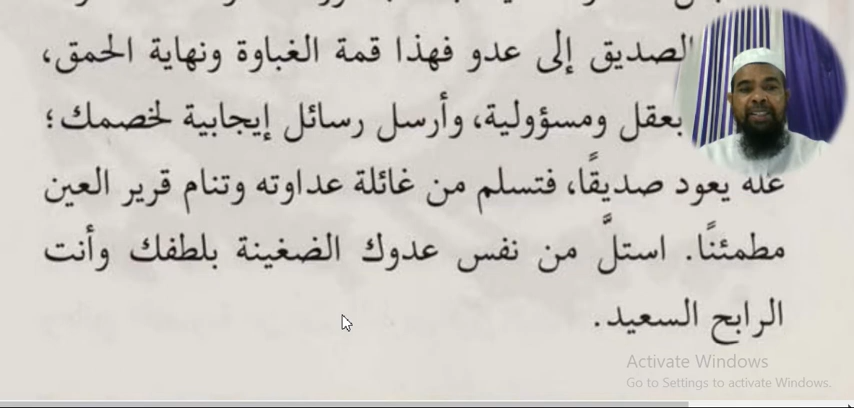 الصديق إلى عدو فهذا قمة الغباوة ونهاية الحمق،
بعقل ومسؤولية، وأرسل رسائل إيجابية لخصمك؛
عله يعود صديقًا، فتسلم من غائلة عداوته وتنام قرير العين
مطمئنًا. استلَّ من نفس عدوك الضغينة بلطفك وأنت
الرابح السعيد.
Activate Windows
Go to Settings to activate Windows.